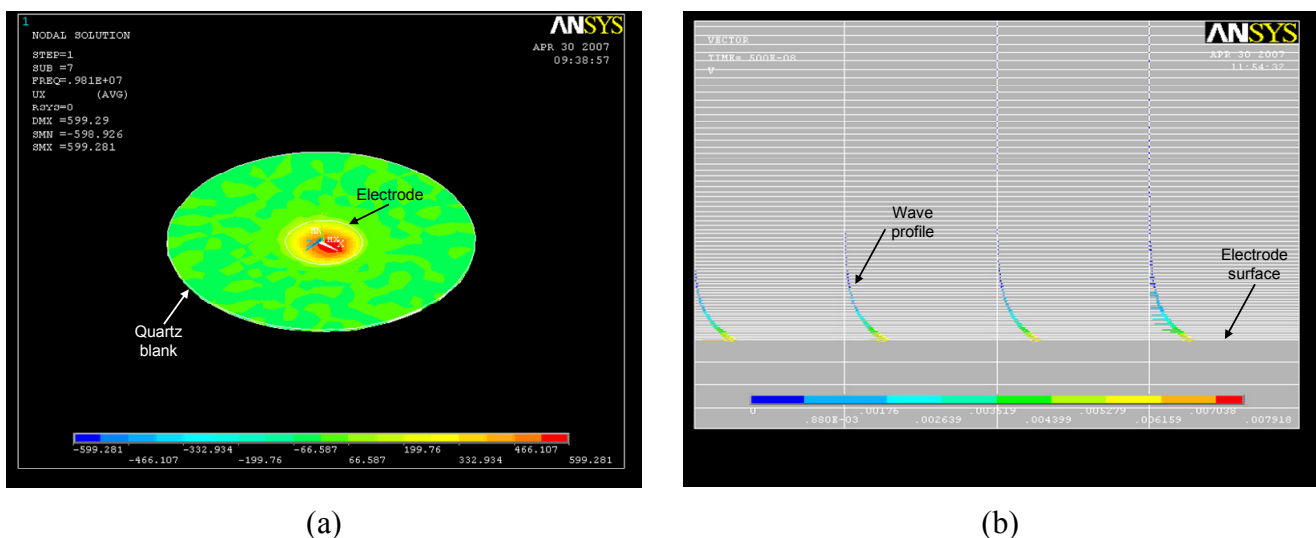 1
NODAL SOLUTION
ANSYS
APR 30 2007
09:38:57
STEP=1
SUB =7
FREQ=.981E+07
UX (AVG)
RSYS=0
DMX =599.29
SMN =-598.926
SMX =599.281
Electrode
MX
Quartz
blank
-599.281 -332.934 -66.587 199.76 466.107
-466.107 -199.76 66.587 332.934 599.281
(a)
ANSYS
VECTOR
APR 30 2007
11:54:32
TIME=.500E-08
V
Wave
profile
Electrode
surface
0 .00176 .003519 .005279 .007038
.880E-03 .002639 .004399 .006159 .007918
(b)